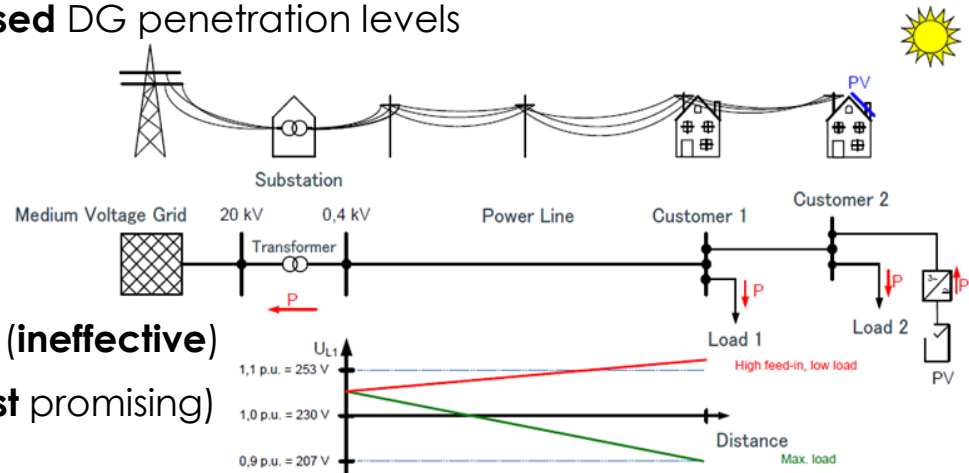 sed DG penetration levels
PV
Substation
Medium Voltage Grid
20 kV
0,4 kV
Power Line
Customer 1
Customer 2
Transformer
P
P
P
3~
P
Load 1
Load 2
PV
(ineffective)
st promising)
UL1
1,1 p.u. = 253 V
1,0 p.u. = 230 V
0,9 p.u. = 207 V
High feed-in, low load
Distance
Max. load